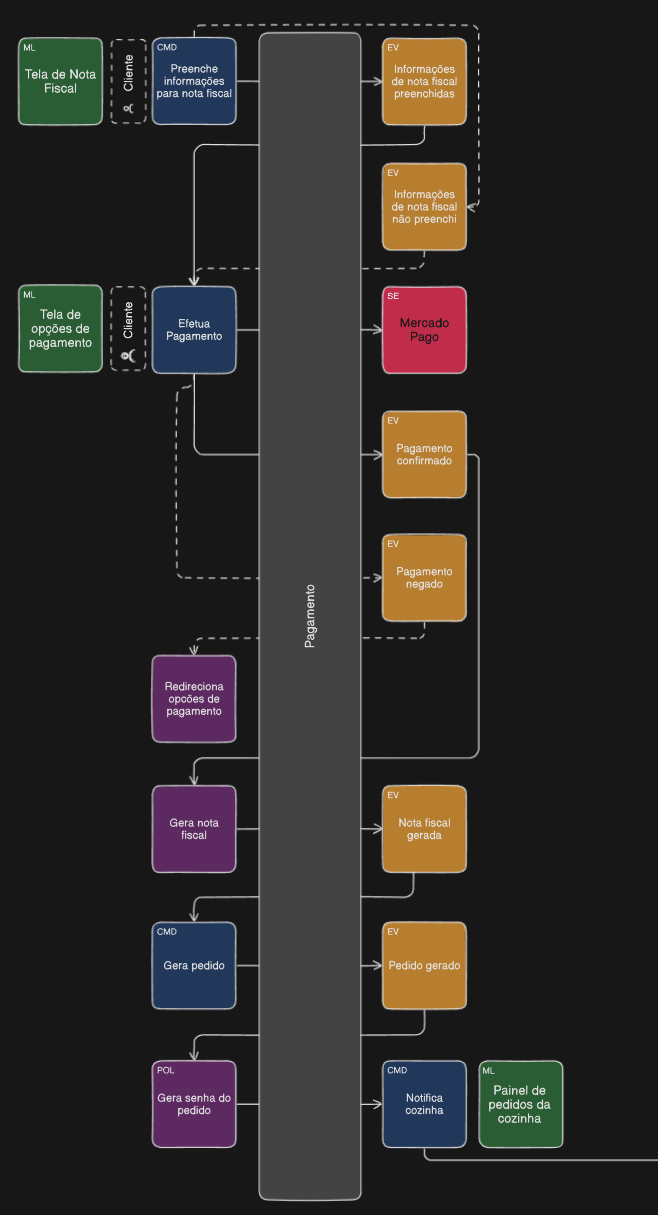 ML
Tela de Nota
Fiscal
Cliente
CMD
Preenche
informações
para nota fiscal
EV
Informações
de nota fiscal
preenchidas
EV
Informações
de nota fiscal
não preenchi
ML
Tela de
opções de
pagamento
Cliente
Efetua
Pagamento
SE
Mercado
Pago
EV
Pagamento
confirmado
EV
Pagamento
negado
Pagamento
Redireciona
opcões de
pagamento
Gera nota
fiscal
EV
Nota fiscal
gerada
CMD
Gera pedido
EV
Pedido gerado
POL
Gera senha do
pedido
CMD
Notifica
cozinha
ML
Painel de
pedidos da
cozinha